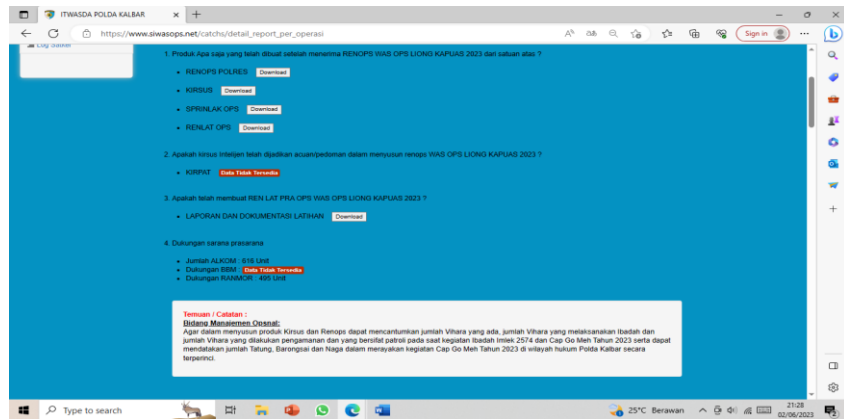 ITWASDA POLDA KALBAR
https://www.siwasops.net/catchs/detail_report_per_operasi
Sign in
1. Produk Apa saja yang telah dibuat setelah menerima RENOPS WAS OPS LIONG KAPUAS 2023 dari satuan atas ?
RENOPS POLRES Download
KIRSUS Download
SPRINLAK OPS Download
RENLAT OPS Download
2. Apakah kirsus intelijen telah dijadikan acuan/pedoman dalam menyusun renops WAS OPS LIONG KAPUAS 2023 ?
KIRPAT Data Tidak Tersedia
3. Apakah telah membuat REN LAT PRA OPS WAS OPS LIONG KAPUAS 2023 ?
LAPORAN DAN DOKUMENTASI LATIHAN Download
4. Dukungan sarana prasarana
Jumlah ALKOM : 616 Unit
Dukungan BBM : Data Tidak Tersedia
Dukungan RANMOR : 495 Unit
Temuan / Catatan :
Bidang Manajemen Opsnal:
Agar dalam menyusun produk Kirsus dan Renops dapat mencantumkan jumlah Vihara yang ada, jumlah Vihara yang melaksanakan Ibadah dan
jumlah Vihara yang dilakukan pengamanan dan yang bersifat patroli pada saat kegiatan Ibadah Imlek 2574 dan Cap Go Meh Tahun 2023 serta dapat
mendatakan jumlah Tatung, Barongsai dan Naga dalam merayakan kegiatan Cap Go Meh Tahun 2023 di wilayah hukum Polda Kalbar secara
terperinci.
Type to search
25°C Berawan
21:28
02/06/2023